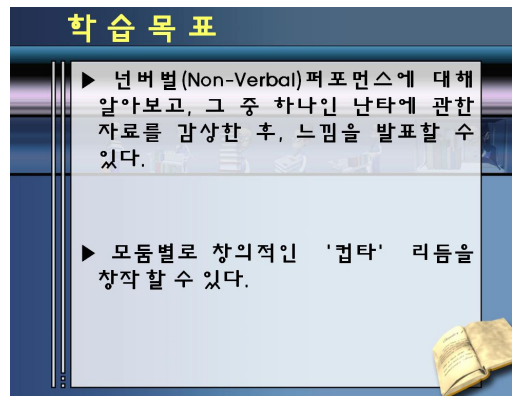 학습목표
▶ 넌버벌(Non-Verbal)퍼포먼스에 대해
알아보고, 그 중 하나인 난타에 관한
자료를 감상한 후, 느낌을 발표할 수
있다.
▶ 모둠별로 창의적인 '컵타' 리듬을
창작 할 수 있다.